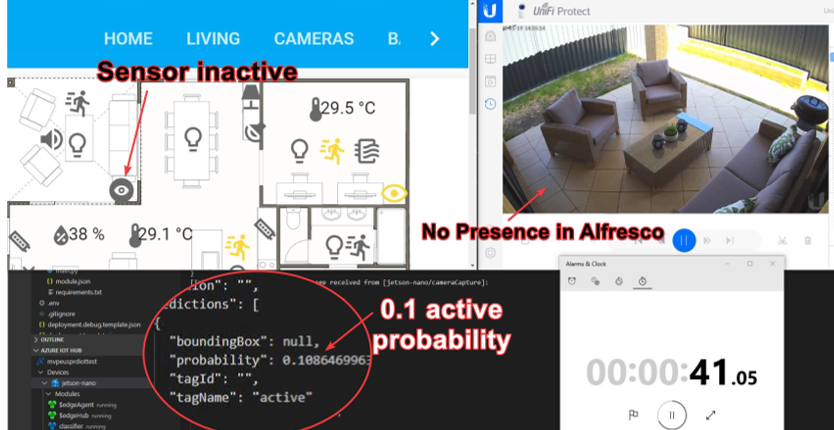 HOME LIVING CAMERAS B
Sensor inactive
29.5 °C
38 %
29.1 °C
UniFi Protect
No Presence in Alfresco
main.py
module.json
requirements.txt
.env
.gitignore
deployment.debug.template.json
OUTLINE
AZURE IOT HUB
mvpeusprdiottest
Devices
jetson-nano
Modules
$edgeAgent running
$edgeHub running
classifier running
received from [jetson-nano/cameraCapture]:
ion": "",
dictions": [
{
"boundingBox": null,
"probability": 0.1086469963
"tagId": "",
"tagName": "active"
0.1 active
probability
Alarms & Clock
00:00:41.05